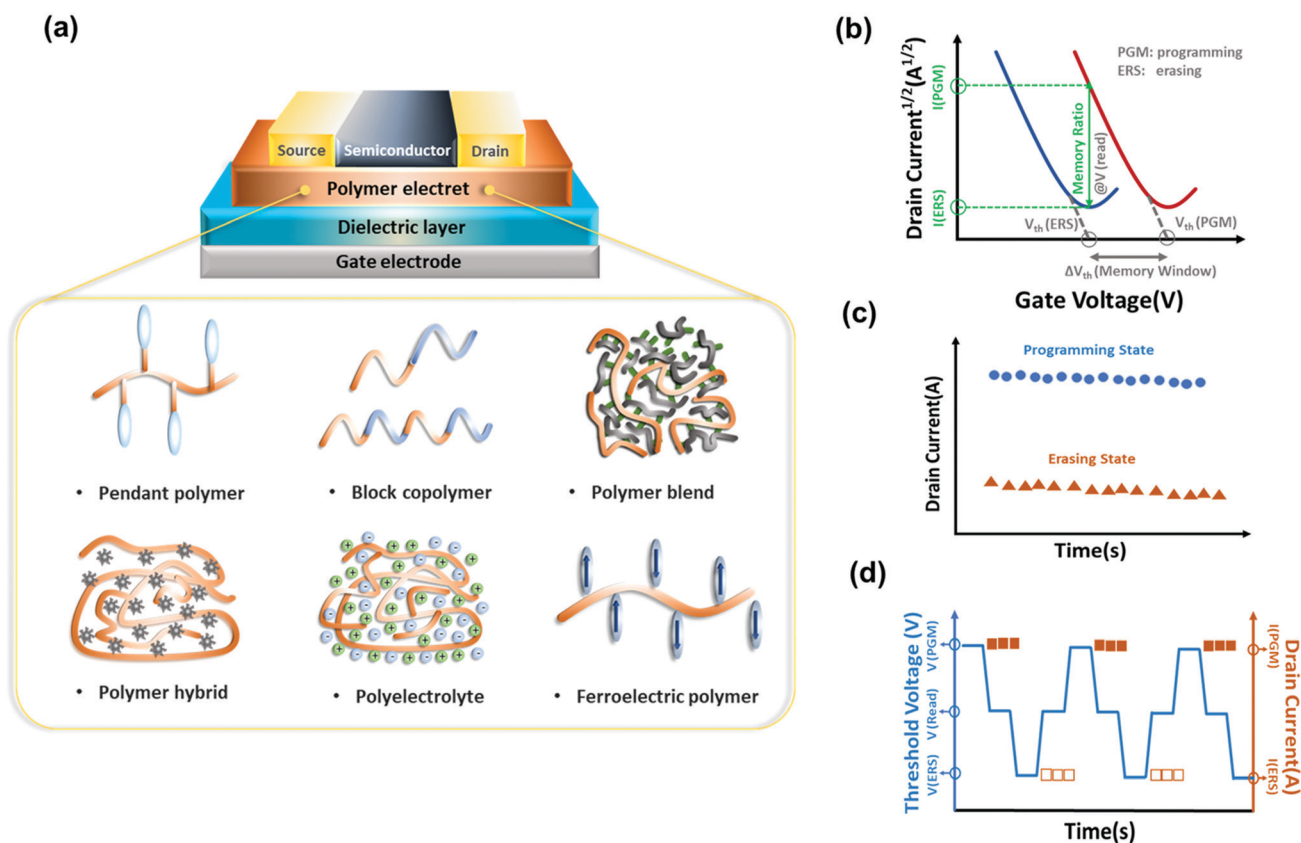 (a)
Source
Semiconductor
Drain
Polymer electret
Dielectric layer
Gate electrode
• Pendant polymer
• Block copolymer
• Polymer blend
• Polymer hybrid
• Polyelectrolyte
• Ferroelectric polymer
(b)
Drain Current1/2(A1/2)
I(PGM)
I(ERS)
PGM: programming
ERS: erasing
Memory Ratio
@V (read)
Vth (ERS)
Vth (PGM)
ΔVth (Memory Window)
Gate Voltage(V)
(c)
Drain Current(A)
Programming State
Erasing State
Time(s)
(d)
Threshold Voltage (V)
V(PGM)
V(Read)
V(ERS)
I(PGM)
I(ERS)
Drain Current(A)
Time(s)